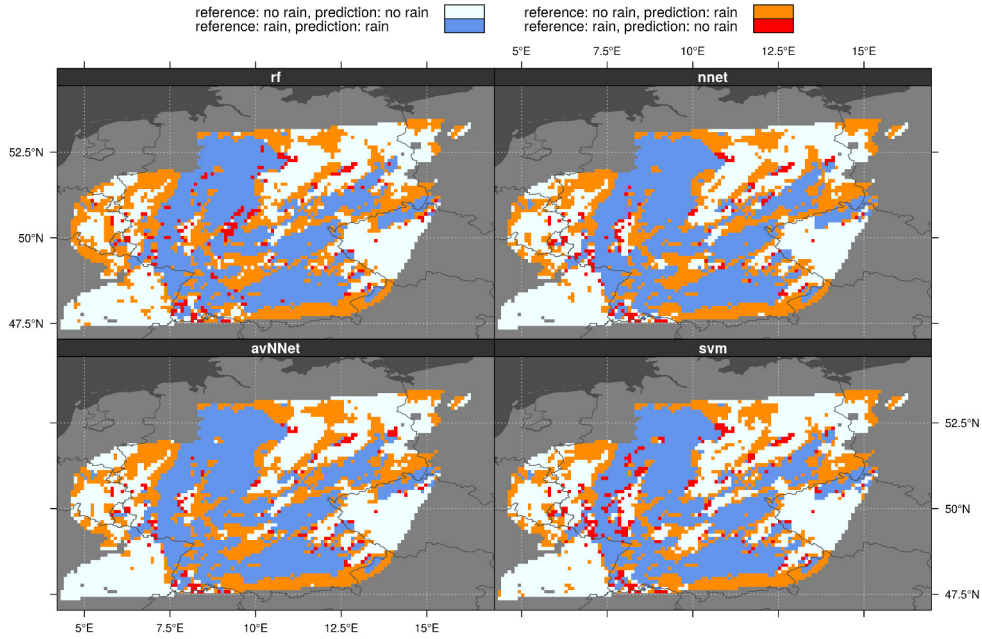 reference: no rain, prediction: no rain
reference: rain, prediction: rain
reference: no rain, prediction: rain
reference: rain, prediction: no rain
5°E 7.5°E 10°E 12.5°E 15°E
rf
nnet
52.5°N
50°N
47.5°N
avNNet
svm
52.5°N
50°N
47.5°N
5°E 7.5°E 10°E 12.5°E 15°E